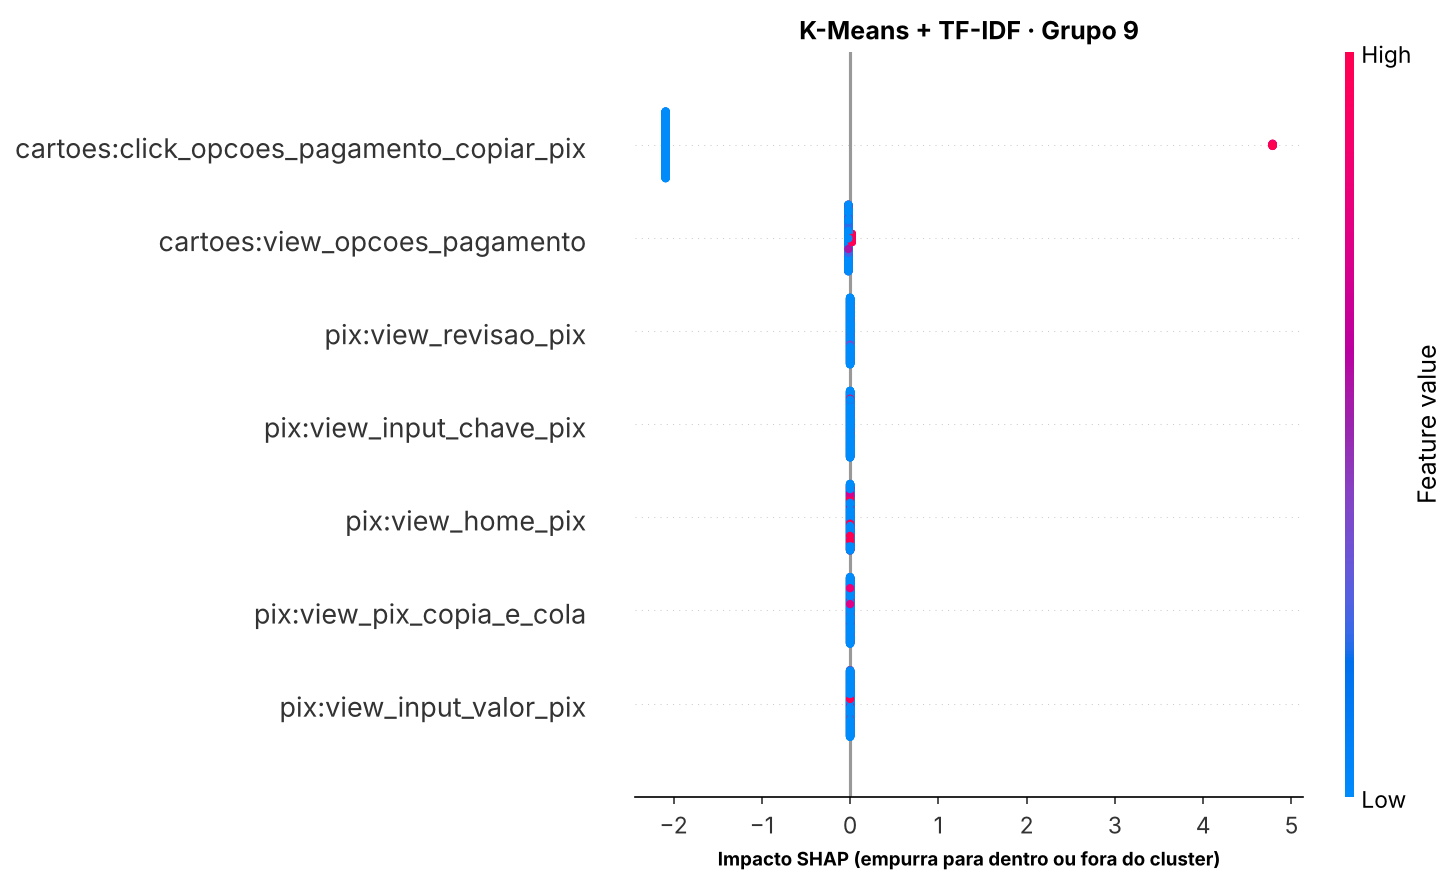 K-Means + TF-IDF · Grupo 9
High
cartoes:click_opcoes_pagamento_copiar_pix
cartoes:view_opcoes_pagamento
pix:view_revisao_pix
pix:view_input_chave_pix
pix:view_home_pix
pix:view_pix_copia_e_cola
pix:view_input_valor_pix
Feature value
Low
−2 −1 0 1 2 3 4 5
Impacto SHAP (empurra para dentro ou fora do cluster)